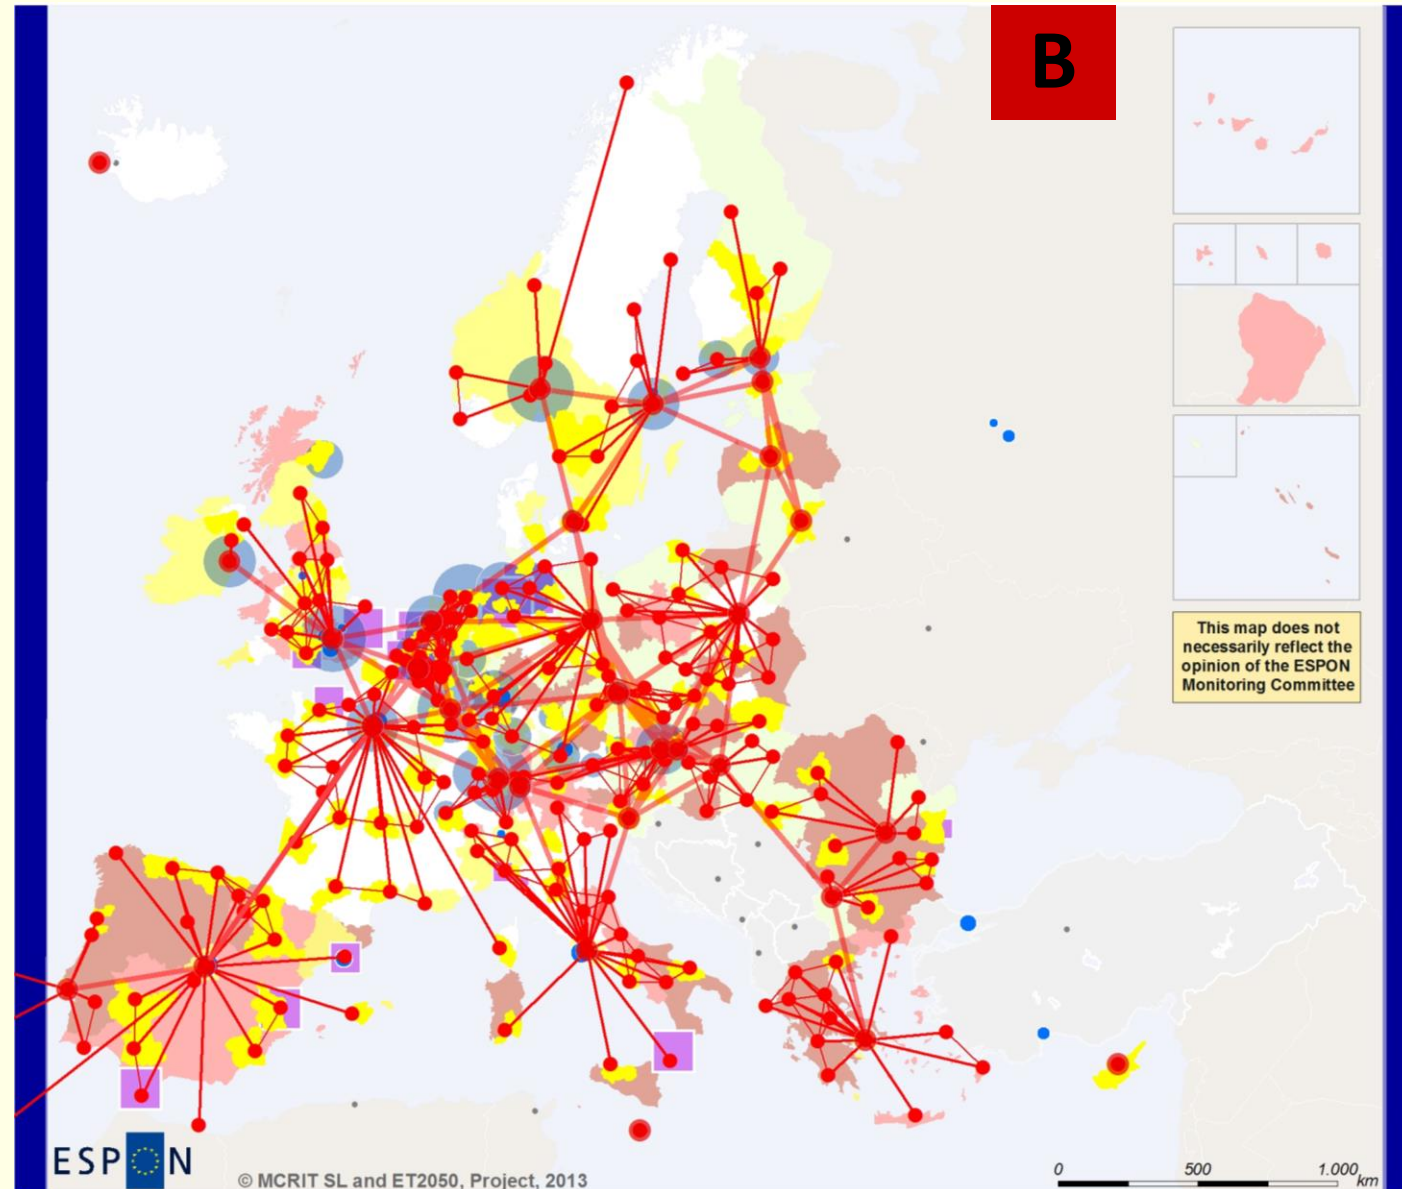 B
This map does not
necessarily reflect the
opinion of the ESPON
Monitoring Committee
ESPON
© MCRIT SL and ET2050, Project, 2013
0 500 1.000 km